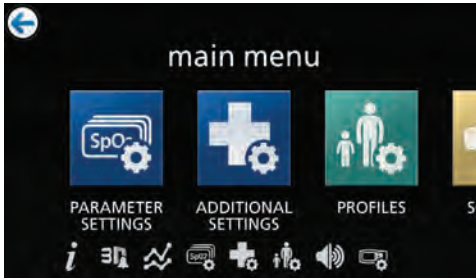 main menu
SpO₂
PARAMETER
SETTINGS
ADDITIONAL
SETTINGS
PROFILES
S
i